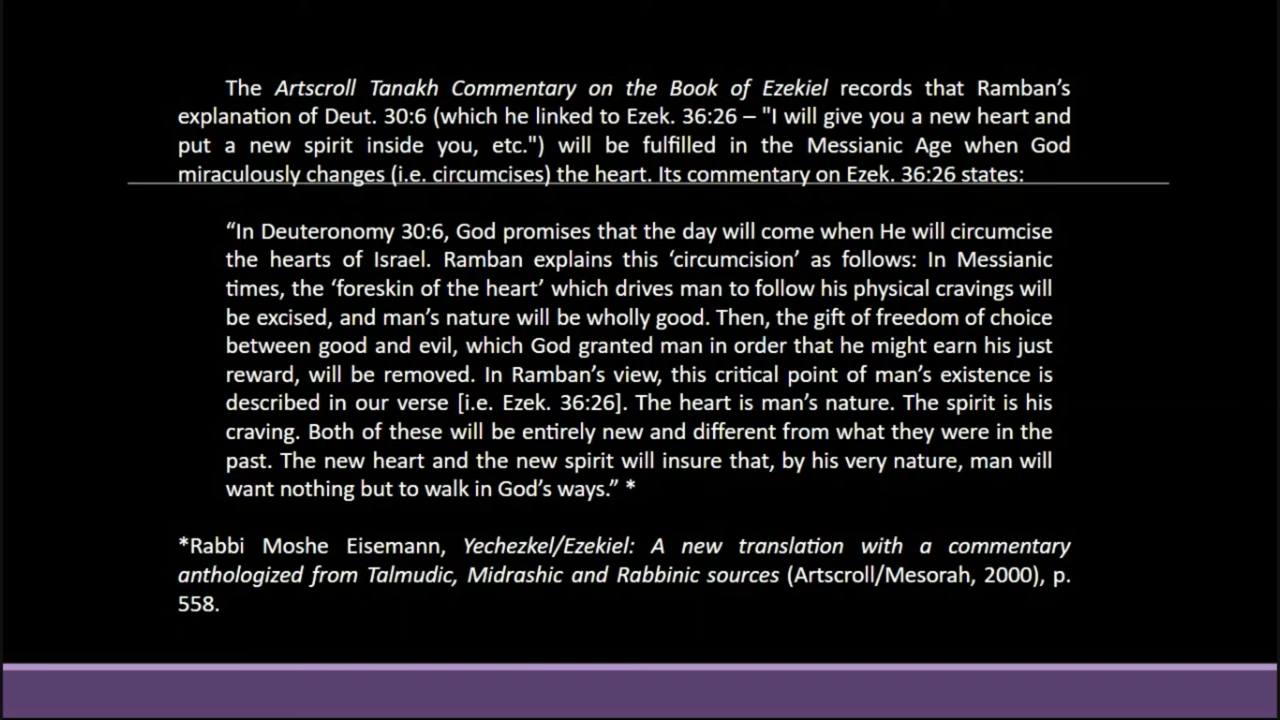 The Artscroll Tanakh Commentary on the Book of Ezekiel records that Ramban’s
explanation of Deut. 30:6 (which he linked to Ezek. 36:26 – "I will give you a new heart and
put a new spirit inside you, etc.") will be fulfilled in the Messianic Age when God
miraculously changes (i.e. circumcises) the heart. Its commentary on Ezek. 36:26 states:
“In Deuteronomy 30:6, God promises that the day will come when He will circumcise
the hearts of Israel. Ramban explains this ‘circumcision’ as follows: In Messianic
times, the ‘foreskin of the heart’ which drives man to follow his physical cravings will
be excised, and man’s nature will be wholly good. Then, the gift of freedom of choice
between good and evil, which God granted man in order that he might earn his just
reward, will be removed. In Ramban’s view, this critical point of man’s existence is
described in our verse [i.e. Ezek. 36:26]. The heart is man’s nature. The spirit is his
craving. Both of these will be entirely new and different from what they were in the
past. The new heart and the new spirit will insure that, by his very nature, man will
want nothing but to walk in God’s ways.” *
*Rabbi Moshe Eisemann, Yechezkel/Ezekiel: A new translation with a commentary
anthologized from Talmudic, Midrashic and Rabbinic sources (Artscroll/Mesorah, 2000), p.
558.